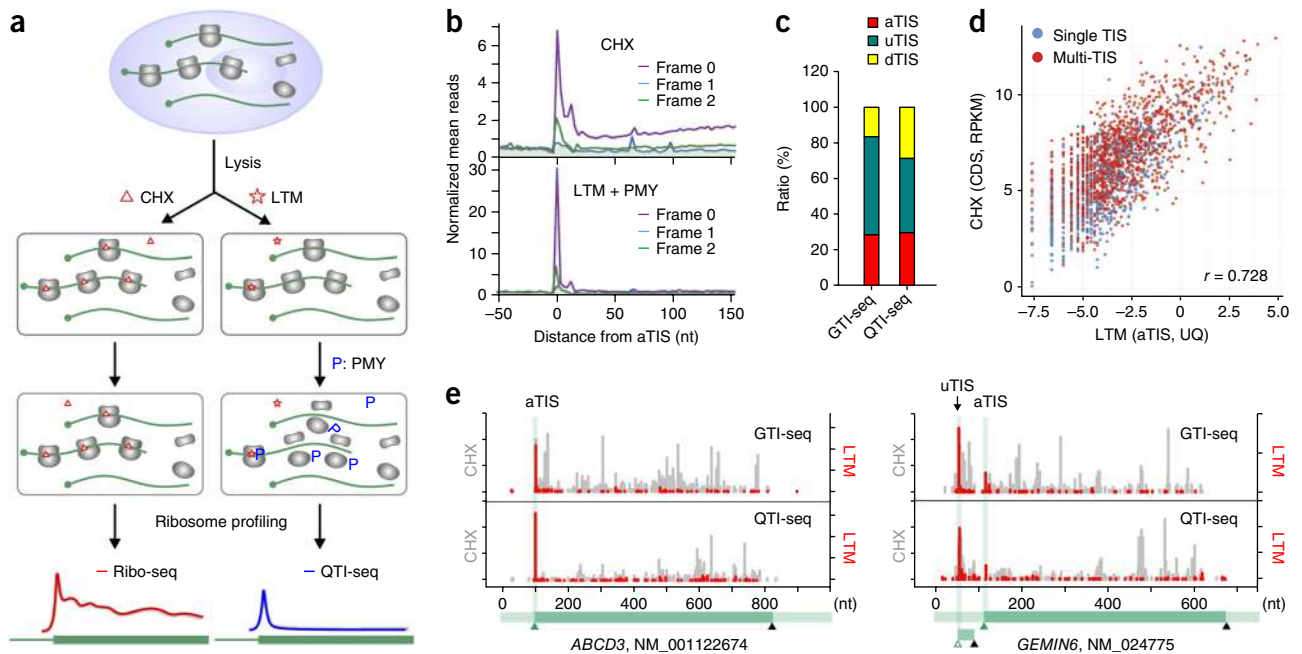 a
Lysis
CHX
LTM
P: PMY
P
P
P
P
P
Ribosome profiling
Ribo-seq
QTI-seq
b
Normalized mean reads
6
4
2
0
CHX
Frame 0
Frame 1
Frame 2
30
20
10
0
LTM + PMY
Frame 0
Frame 1
Frame 2
−50 0 50 100 150
Distance from aTIS (nt)
c
aTIS
uTIS
dTIS
Ratio (%)
120
100
80
60
40
20
0
GTI-seq
QTI-seq
d
Single TIS
Multi-TIS
CHX (CDS, RPKM)
10
5
0
r = 0.728
−7.5 −5.0 −2.5 0 2.5 5.0
LTM (aTIS, UQ)
e
aTIS
CHX
GTI-seq
LTM
CHX
QTI-seq
LTM
0 200 400 600 800 (nt)
ABCD3, NM_001122674
uTIS
aTIS
CHX
GTI-seq
LTM
CHX
QTI-seq
LTM
0 200 400 600 (nt)
GEMIN6, NM_024775